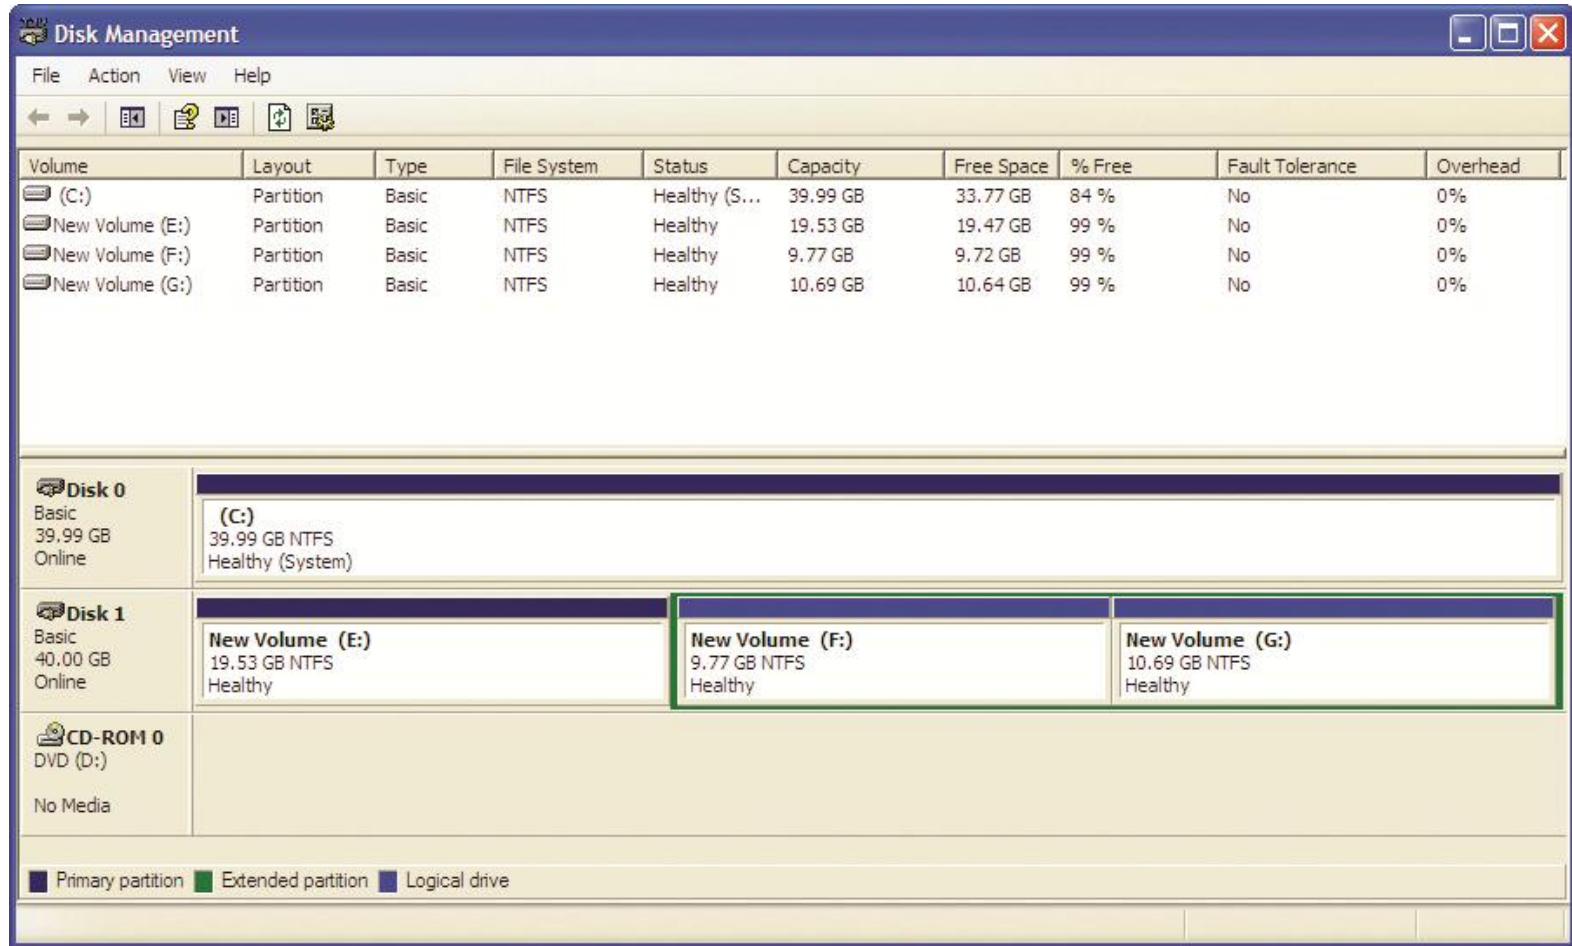 Disk Management
File Action View Help
Volume Layout Type File System Status Capacity Free Space % Free Fault Tolerance Overhead
(C:) Partition Basic NTFS Healthy (S... 39.99 GB 33.77 GB 84 % No 0%
New Volume (E:) Partition Basic NTFS Healthy 19.53 GB 19.47 GB 99 % No 0%
New Volume (F:) Partition Basic NTFS Healthy 9.77 GB 9.72 GB 99 % No 0%
New Volume (G:) Partition Basic NTFS Healthy 10.69 GB 10.64 GB 99 % No 0%
Disk 0
Basic
39.99 GB
Online
(C:)
39.99 GB NTFS
Healthy (System)
Disk 1
Basic
40.00 GB
Online
New Volume (E:)
19.53 GB NTFS
Healthy
New Volume (F:)
9.77 GB NTFS
Healthy
New Volume (G:)
10.69 GB NTFS
Healthy
CD-ROM 0
DVD (D:)
No Media
Primary partition Extended partition Logical drive